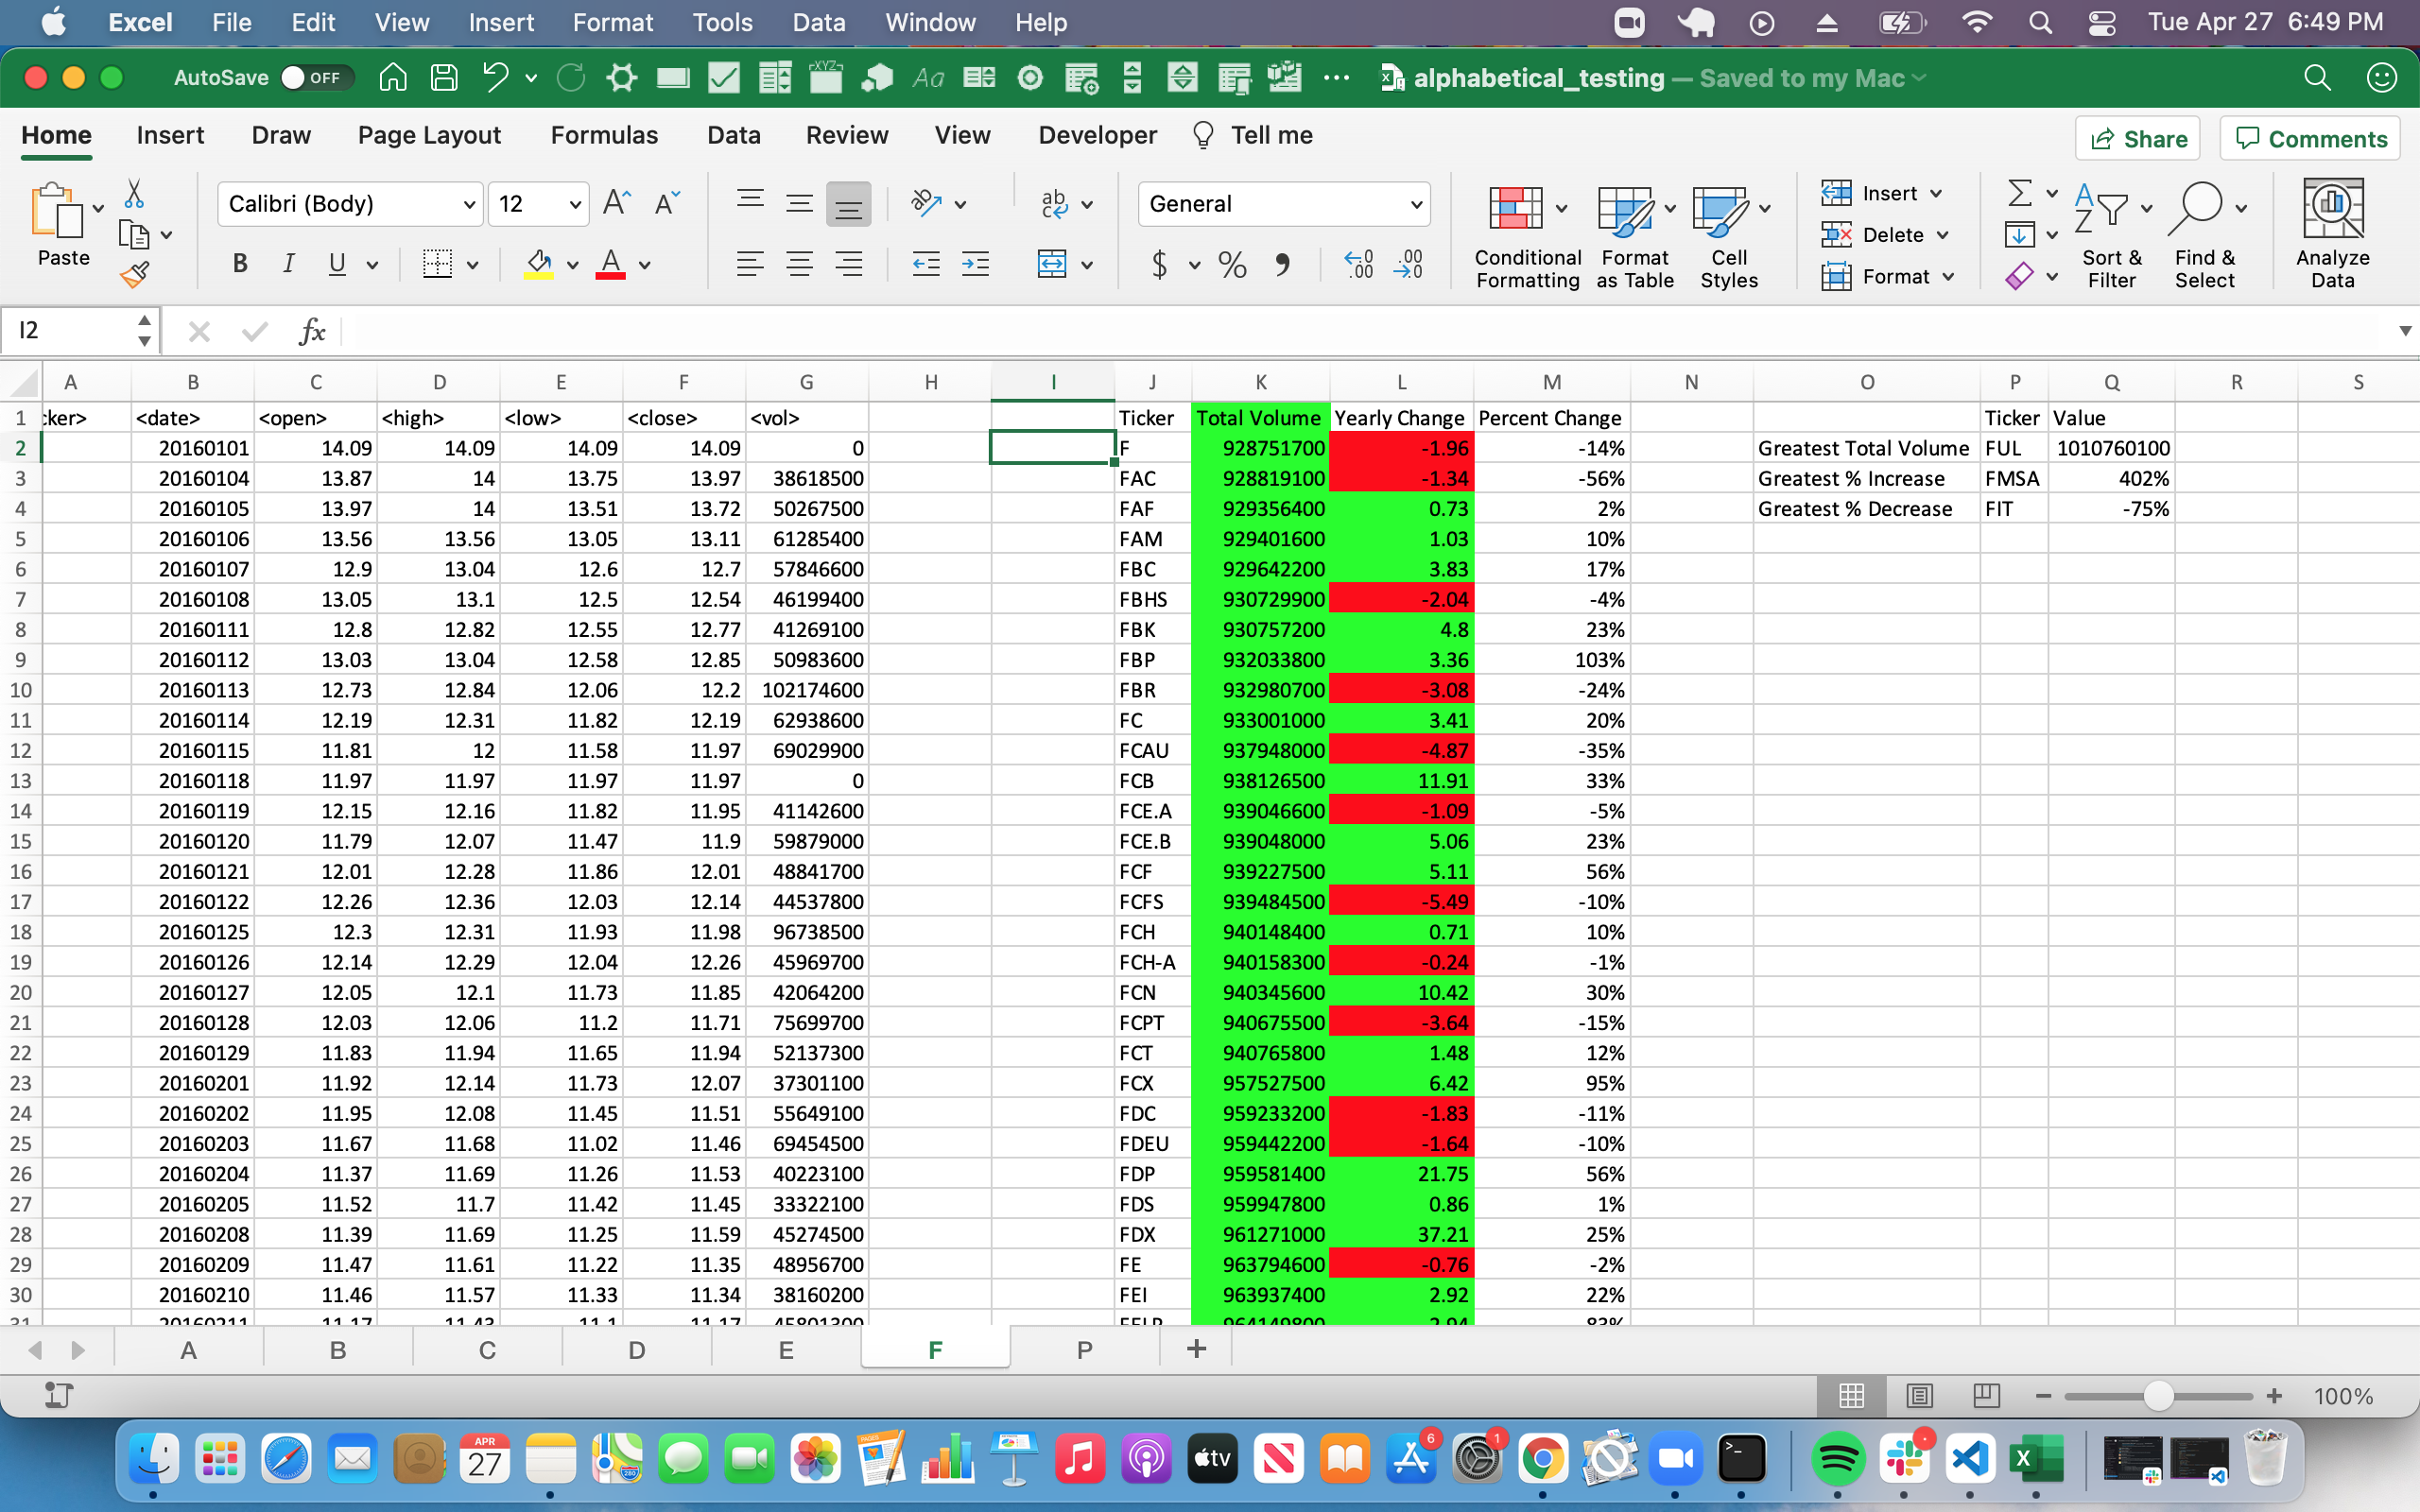 Excel File Edit View Insert Format Tools Data Window Help Tue Apr 27 6:49 PM
AutoSave OFF XYZ Aa ... alphabetical_testing — Saved to my Mac
Home Insert Draw Page Layout Formulas Data Review View Developer Tell me Share Comments
Paste Calibri (Body) 12 A A ab General Insert Delete Format
B I U A $ % .00 .0 .00 .0 Conditional Formatting Format as Table Cell Styles Sort & Filter Find & Select Analyze Data
I2 fx
A B C D E F G H I J K L M N O P Q R S
1 cker> <date> <open> <high> <low> <close> <vol> Ticker Total Volume Yearly Change Percent Change Ticker Value
2 20160101 14.09 14.09 14.09 14.09 0 F 928751700 -1.96 -14% Greatest Total Volume FUL 1010760100
3 20160104 13.87 14 13.75 13.97 38618500 FAC 928819100 -1.34 -56% Greatest % Increase FMSA 402%
4 20160105 13.97 14 13.51 13.72 50267500 FAF 929356400 0.73 2% Greatest % Decrease FIT -75%
5 20160106 13.56 13.56 13.05 13.11 61285400 FAM 929401600 1.03 10%
6 20160107 12.9 13.04 12.6 12.7 57846600 FBC 929642200 3.83 17%
7 20160108 13.05 13.1 12.5 12.54 46199400 FBHS 930729900 -2.04 -4%
8 20160111 12.8 12.82 12.55 12.77 41269100 FBK 930757200 4.8 23%
9 20160112 13.03 13.04 12.58 12.85 50983600 FBP 932033800 3.36 103%
10 20160113 12.73 12.84 12.06 12.2 102174600 FBR 932980700 -3.08 -24%
11 20160114 12.19 12.31 11.82 12.19 62938600 FC 933001000 3.41 20%
12 20160115 11.81 12 11.58 11.97 69029900 FCAU 937948000 -4.87 -35%
13 20160118 11.97 11.97 11.97 11.97 0 FCB 938126500 11.91 33%
14 20160119 12.15 12.16 11.82 11.95 41142600 FCE.A 939046600 -1.09 -5%
15 20160120 11.79 12.07 11.47 11.9 59879000 FCE.B 939048000 5.06 23%
16 20160121 12.01 12.28 11.86 12.01 48841700 FCF 939227500 5.11 56%
17 20160122 12.26 12.36 12.03 12.14 44537800 FCFS 939484500 -5.49 -10%
18 20160125 12.3 12.31 11.93 11.98 96738500 FCH 940148400 0.71 10%
19 20160126 12.14 12.29 12.04 12.26 45969700 FCH-A 940158300 -0.24 -1%
20 20160127 12.05 12.1 11.73 11.85 42064200 FCN 940345600 10.42 30%
21 20160128 12.03 12.06 11.2 11.71 75699700 FCPT 940675500 -3.64 -15%
22 20160129 11.83 11.94 11.65 11.94 52137300 FCT 940765800 1.48 12%
23 20160201 11.92 12.14 11.73 12.07 37301100 FCX 957527500 6.42 95%
24 20160202 11.95 12.08 11.45 11.51 55649100 FDC 959233200 -1.83 -11%
25 20160203 11.67 11.68 11.02 11.46 69454500 FDEU 959442200 -1.64 -10%
26 20160204 11.37 11.69 11.26 11.53 40223100 FDP 959581400 21.75 56%
27 20160205 11.52 11.7 11.42 11.45 33322100 FDS 959947800 0.86 1%
28 20160208 11.39 11.69 11.25 11.59 45274500 FDX 961271000 37.21 25%
29 20160209 11.47 11.61 11.22 11.35 48956700 FE 963794600 -0.76 -2%
30 20160210 11.46 11.57 11.33 11.34 38160200 FEI 963937400 2.92 22%
31 20160211 11.17 11.43 11.1 11.17 45801300 FELP 964149800 2.94 83%
A B C D E F P +
100%
APR 27 280 tv 6 1